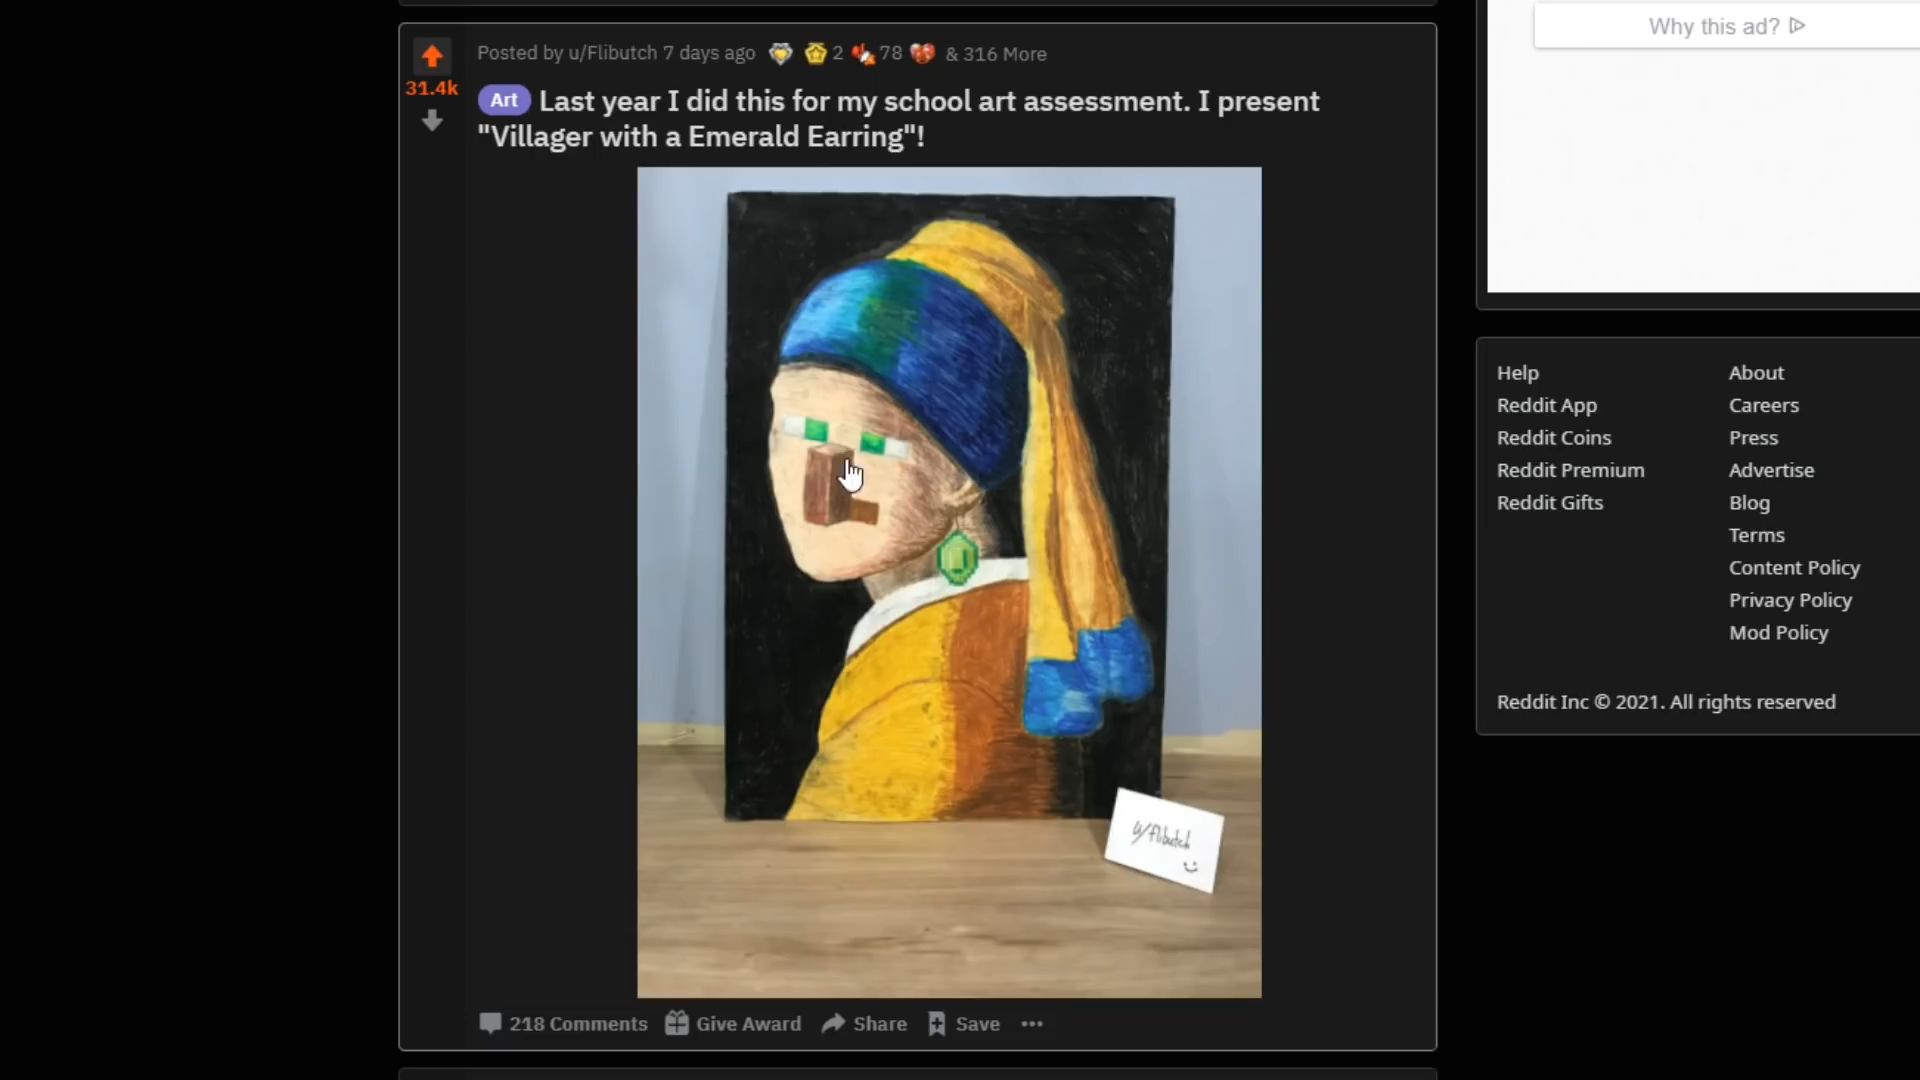 Why this ad?
Posted by u/Flibutch 7 days ago 2 78 & 316 More
31.4k
Art Last year I did this for my school art assessment. I present
"Villager with a Emerald Earring"!
u/flibutch
218 Comments Give Award Share Save
Help
Reddit App
Reddit Coins
Reddit Premium
Reddit Gifts
About
Careers
Press
Advertise
Blog
Terms
Content Policy
Privacy Policy
Mod Policy
Reddit Inc © 2021. All rights reserved